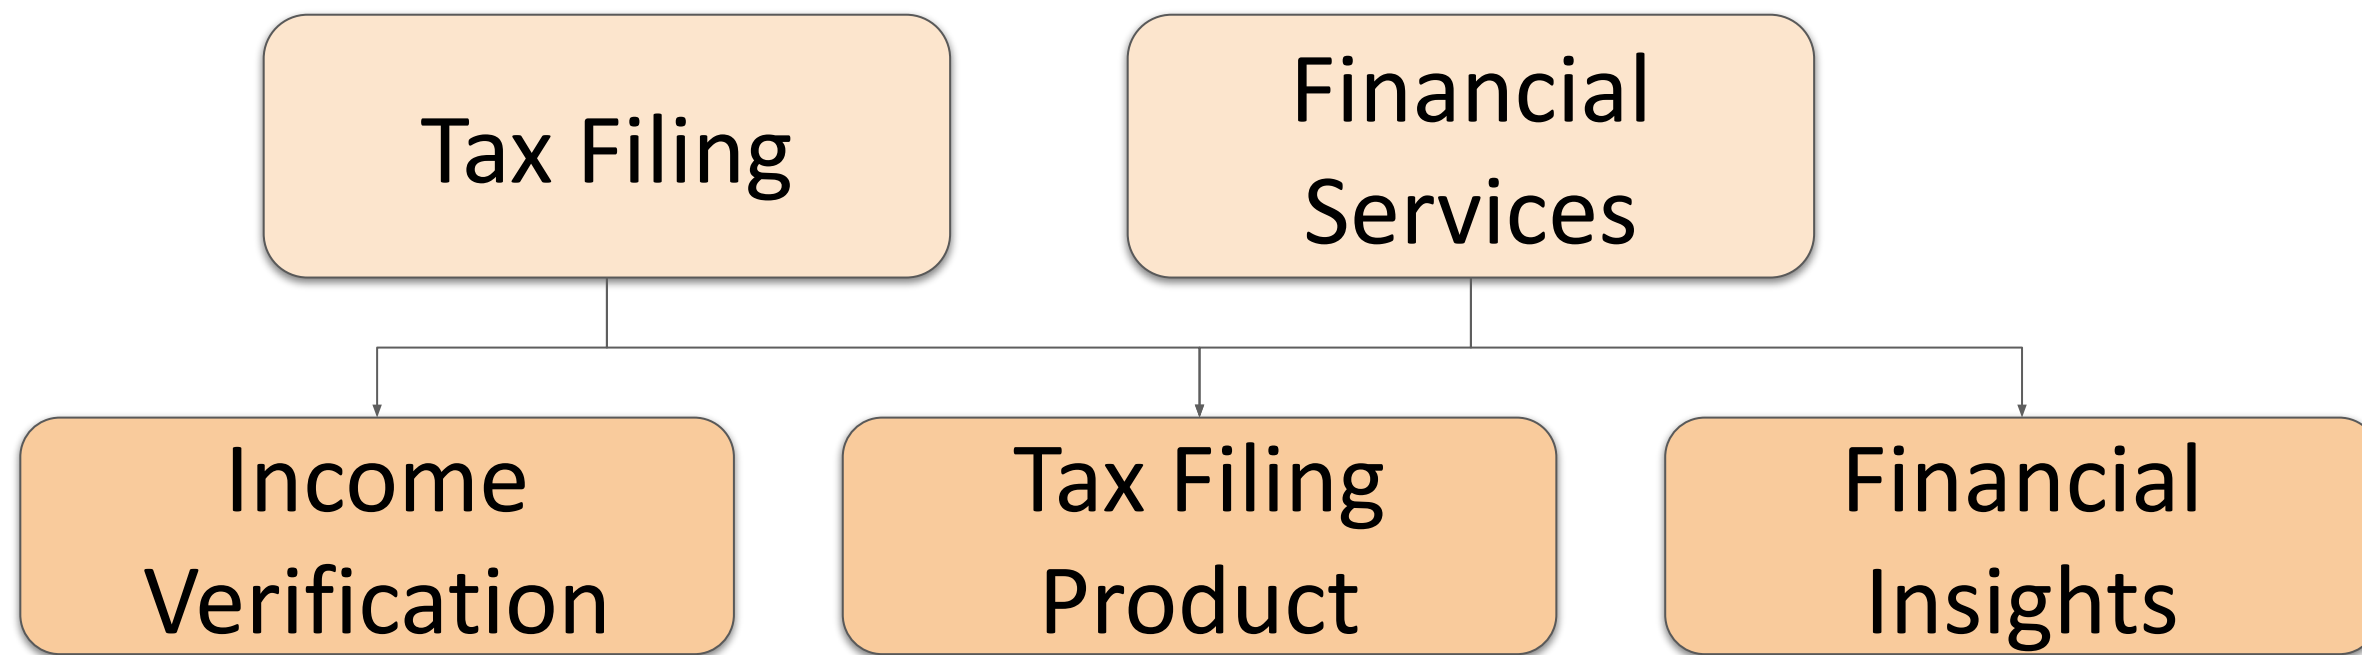 Tax Filing
Financial
Services
Income
Verification
Tax Filing
Product
Financial
Insights